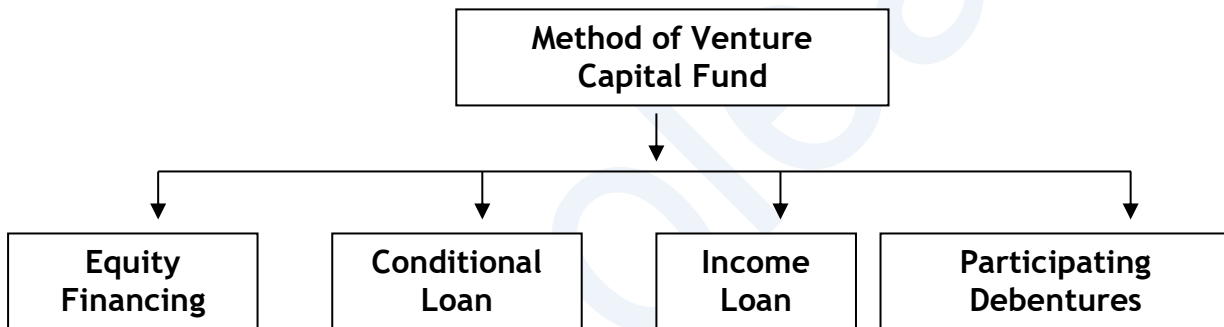 Method of Venture
Capital Fund
Equity
Financing
Conditional
Loan
Income
Loan
Participating
Debentures